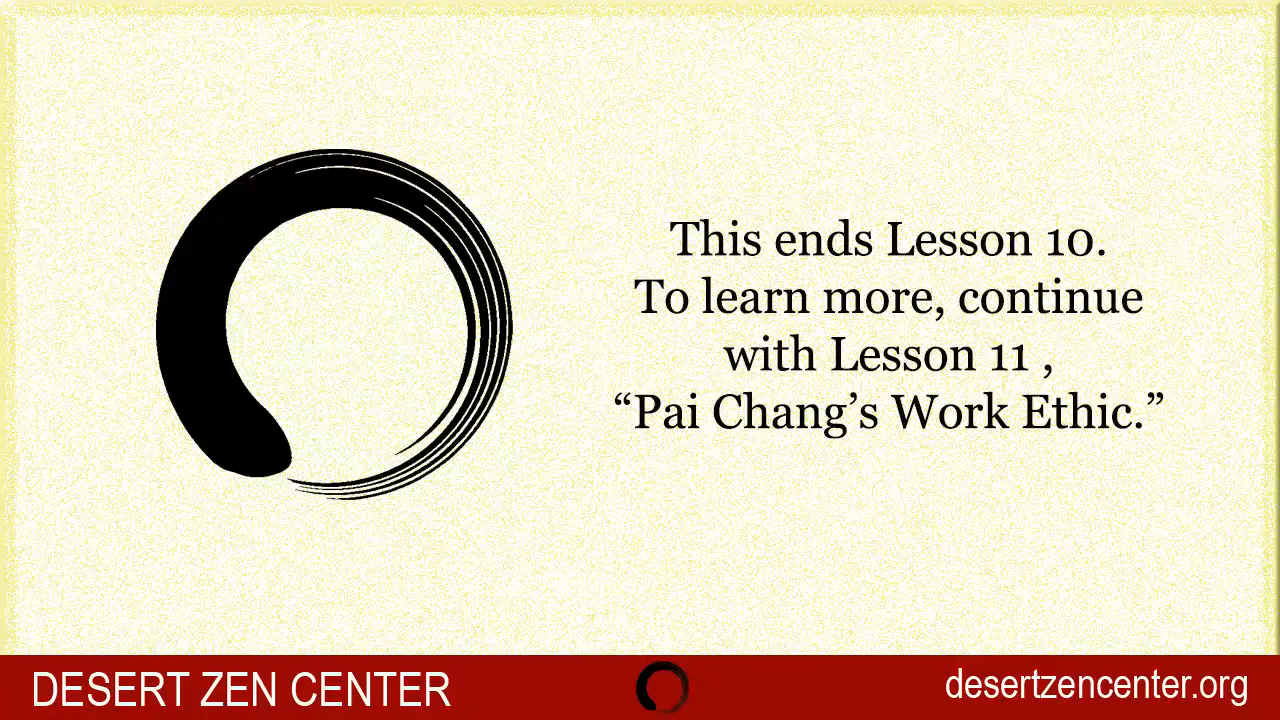 This ends Lesson 10.
To learn more, continue
with Lesson 11 ,
“Pai Chang’s Work Ethic.”
DESERT ZEN CENTER
desertzencenter.org